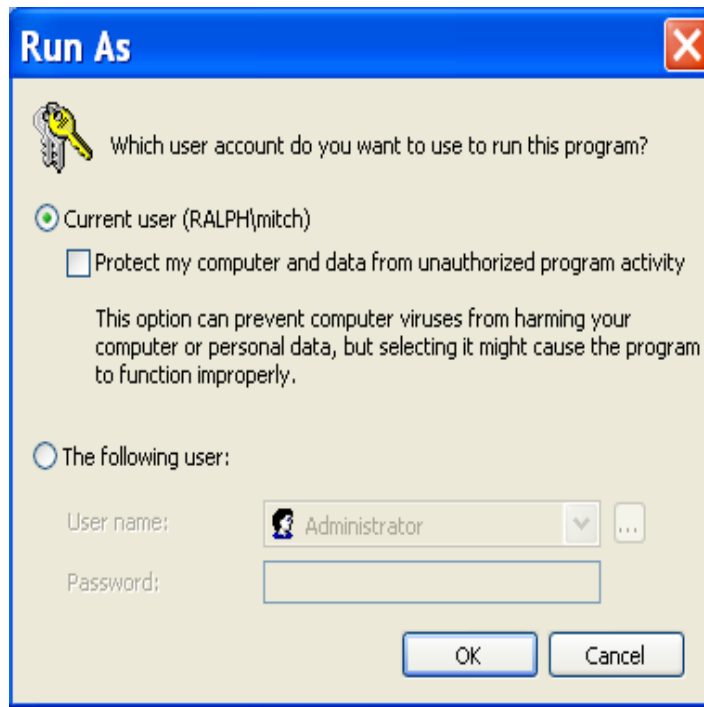 Run As
Which user account do you want to use to run this program?
Current user (RALPH\mitch)
Protect my computer and data from unauthorized program activity
This option can prevent computer viruses from harming your
computer or personal data, but selecting it might cause the program
to function improperly.
The following user:
User name:
Administrator
...
Password:
OK
Cancel